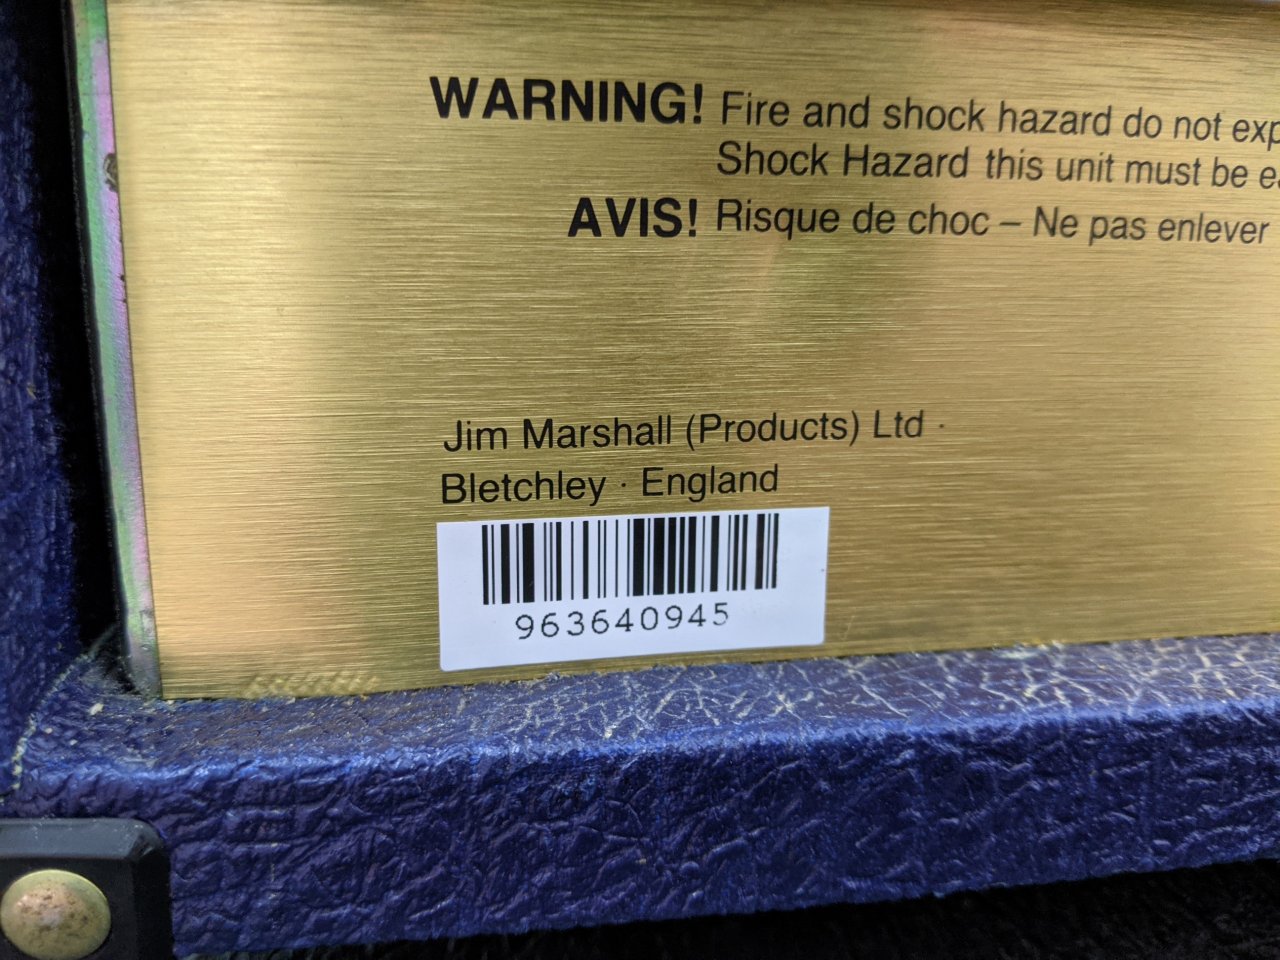 WARNING! Fire and shock hazard do not
Shock Hazard this unit must be
AVIS! Risque de choc – Ne pas enlever
Jim Marshall (Products) Ltd ·
Bletchley · England
963640945